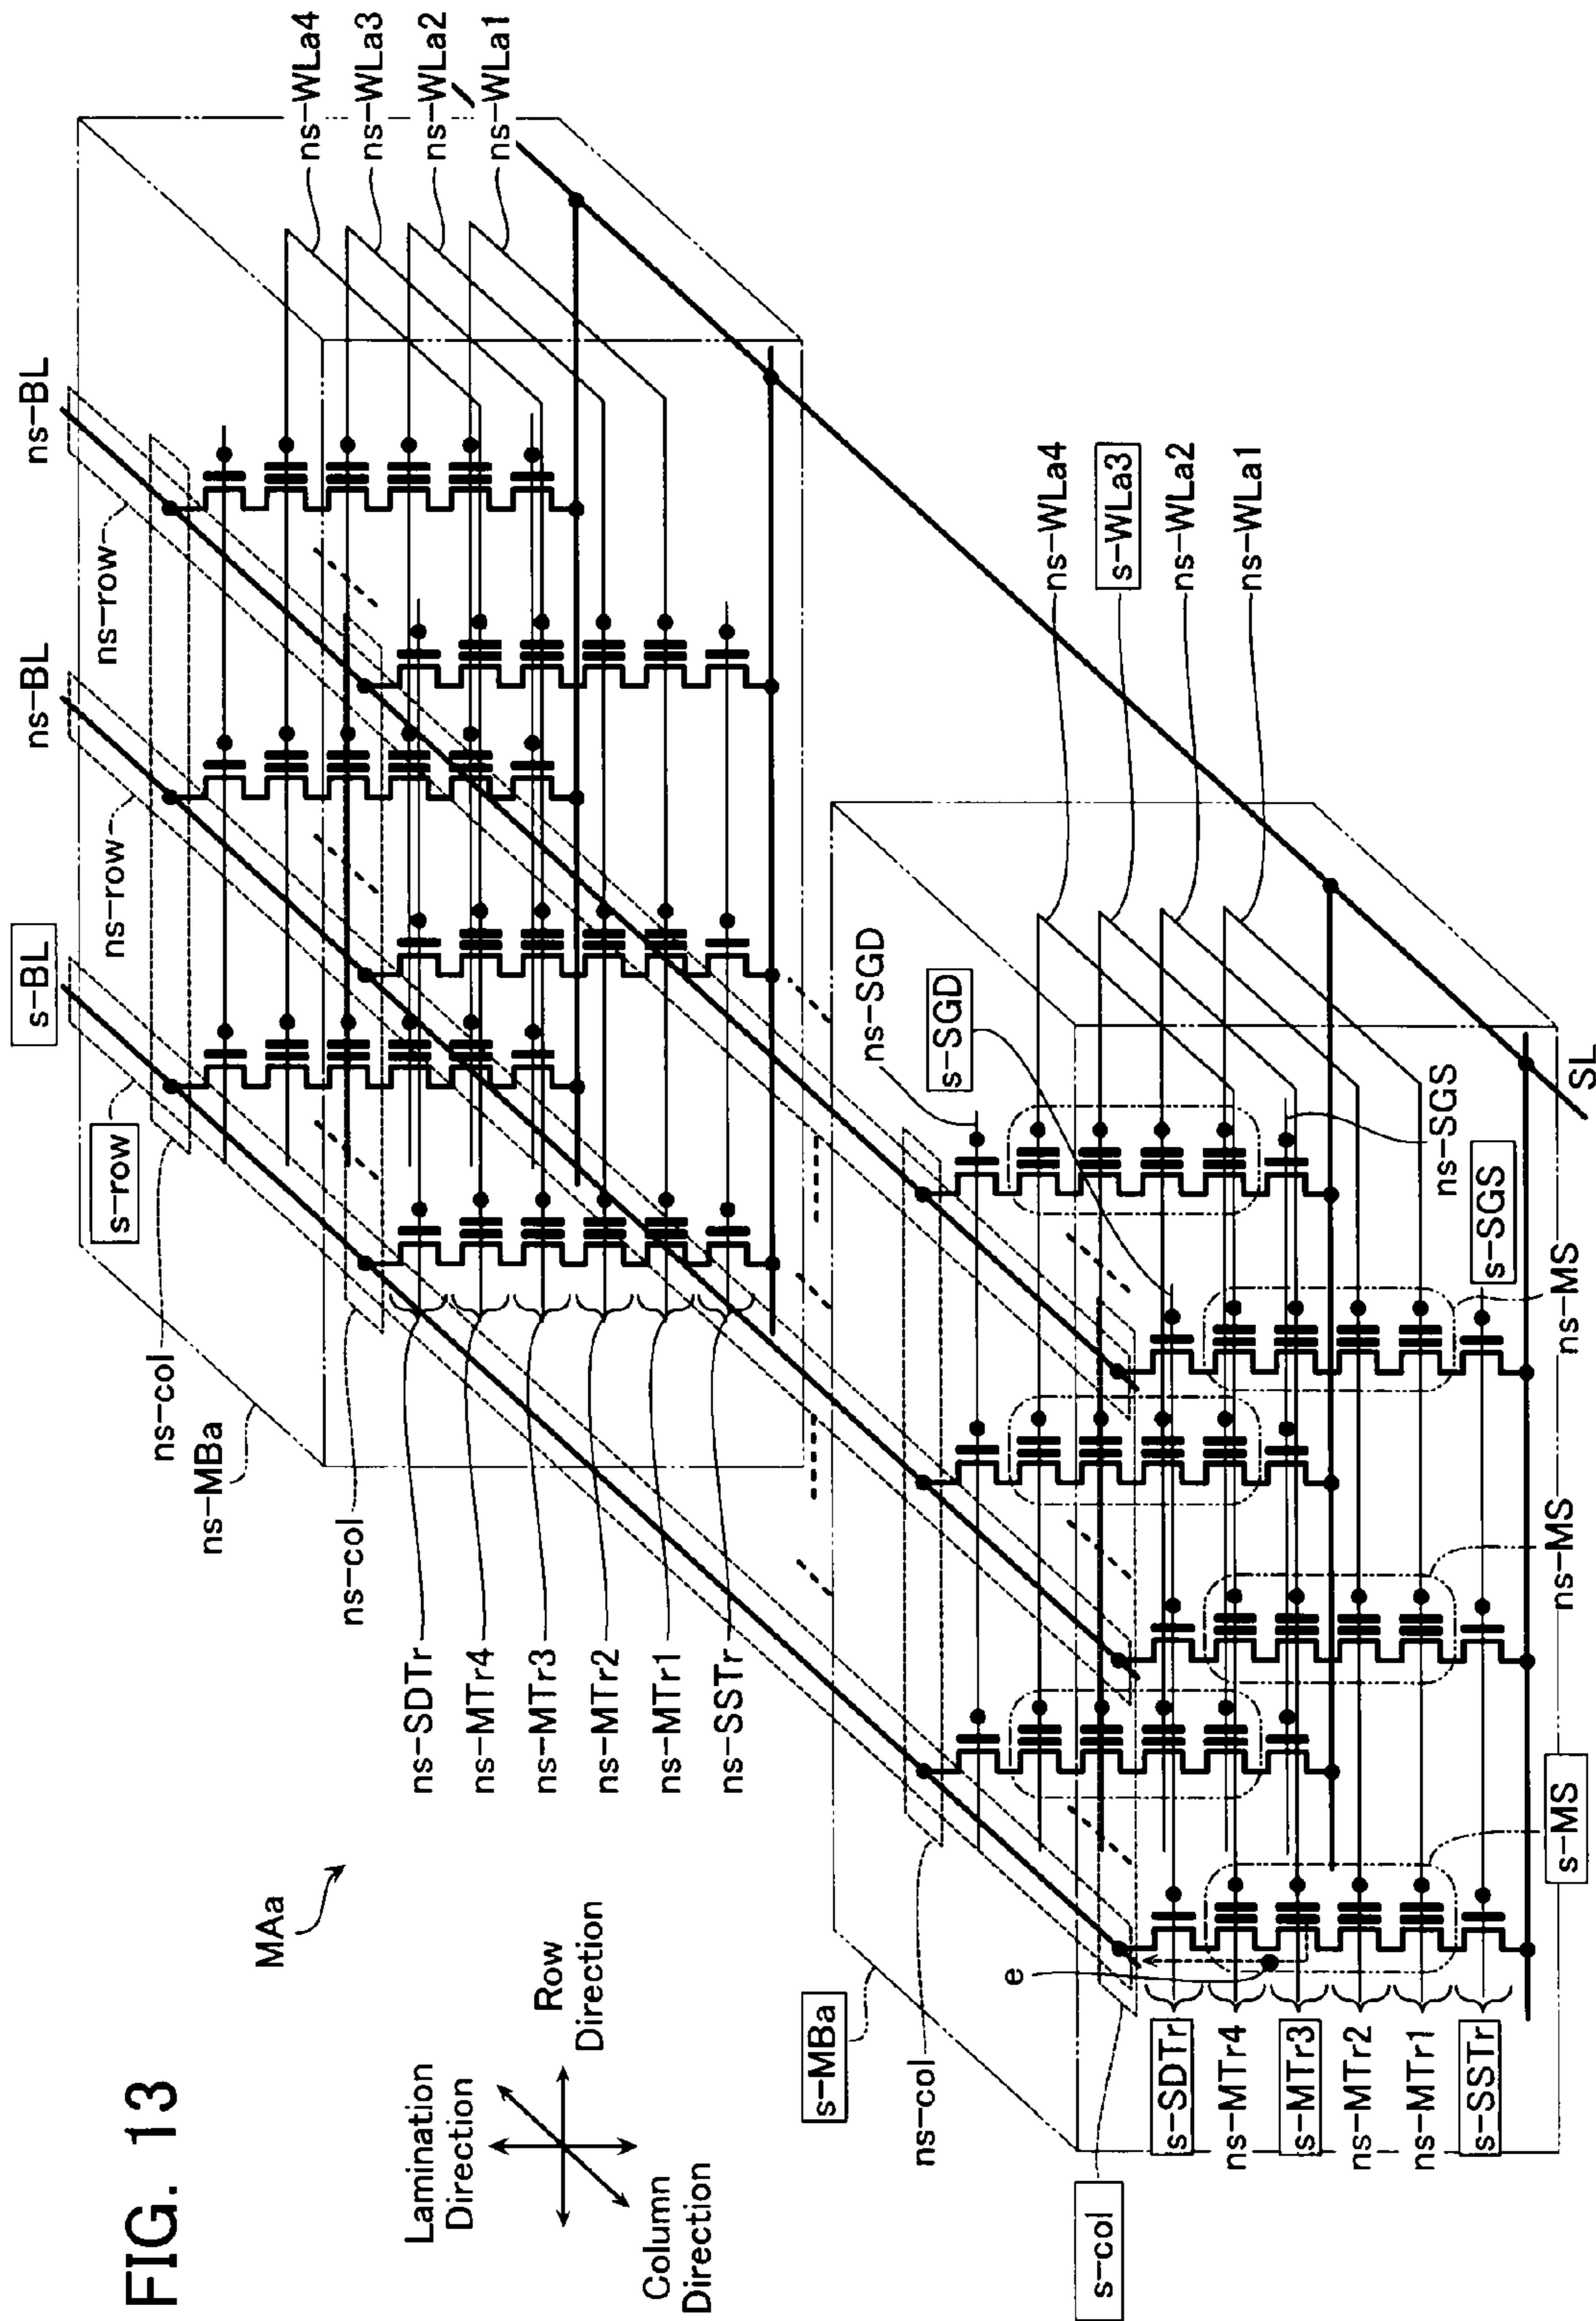 FIG. 13
MAa
Lamination
Direction
Row
Direction
Column
Direction
s-BL
ns-BL
ns-BL
s-row
ns-row
ns-row
ns-col
ns-MBa
ns-col
ns-WLa4
ns-WLa3
ns-WLa2
ns-WLa1
ns-SDTr
ns-MTr4
ns-MTr3
ns-MTr2
ns-MTr1
ns-SSTr
s-MBa
ns-col
s-col
e
s-SDTr
ns-MTr4
s-MTr3
ns-MTr2
ns-MTr1
s-SSTr
ns-SGD
s-SGD
ns-WLa4
s-WLa3
ns-WLa2
ns-WLa1
ns-SGS
s-SGS
SL
s-MS
ns-MS
ns-MS